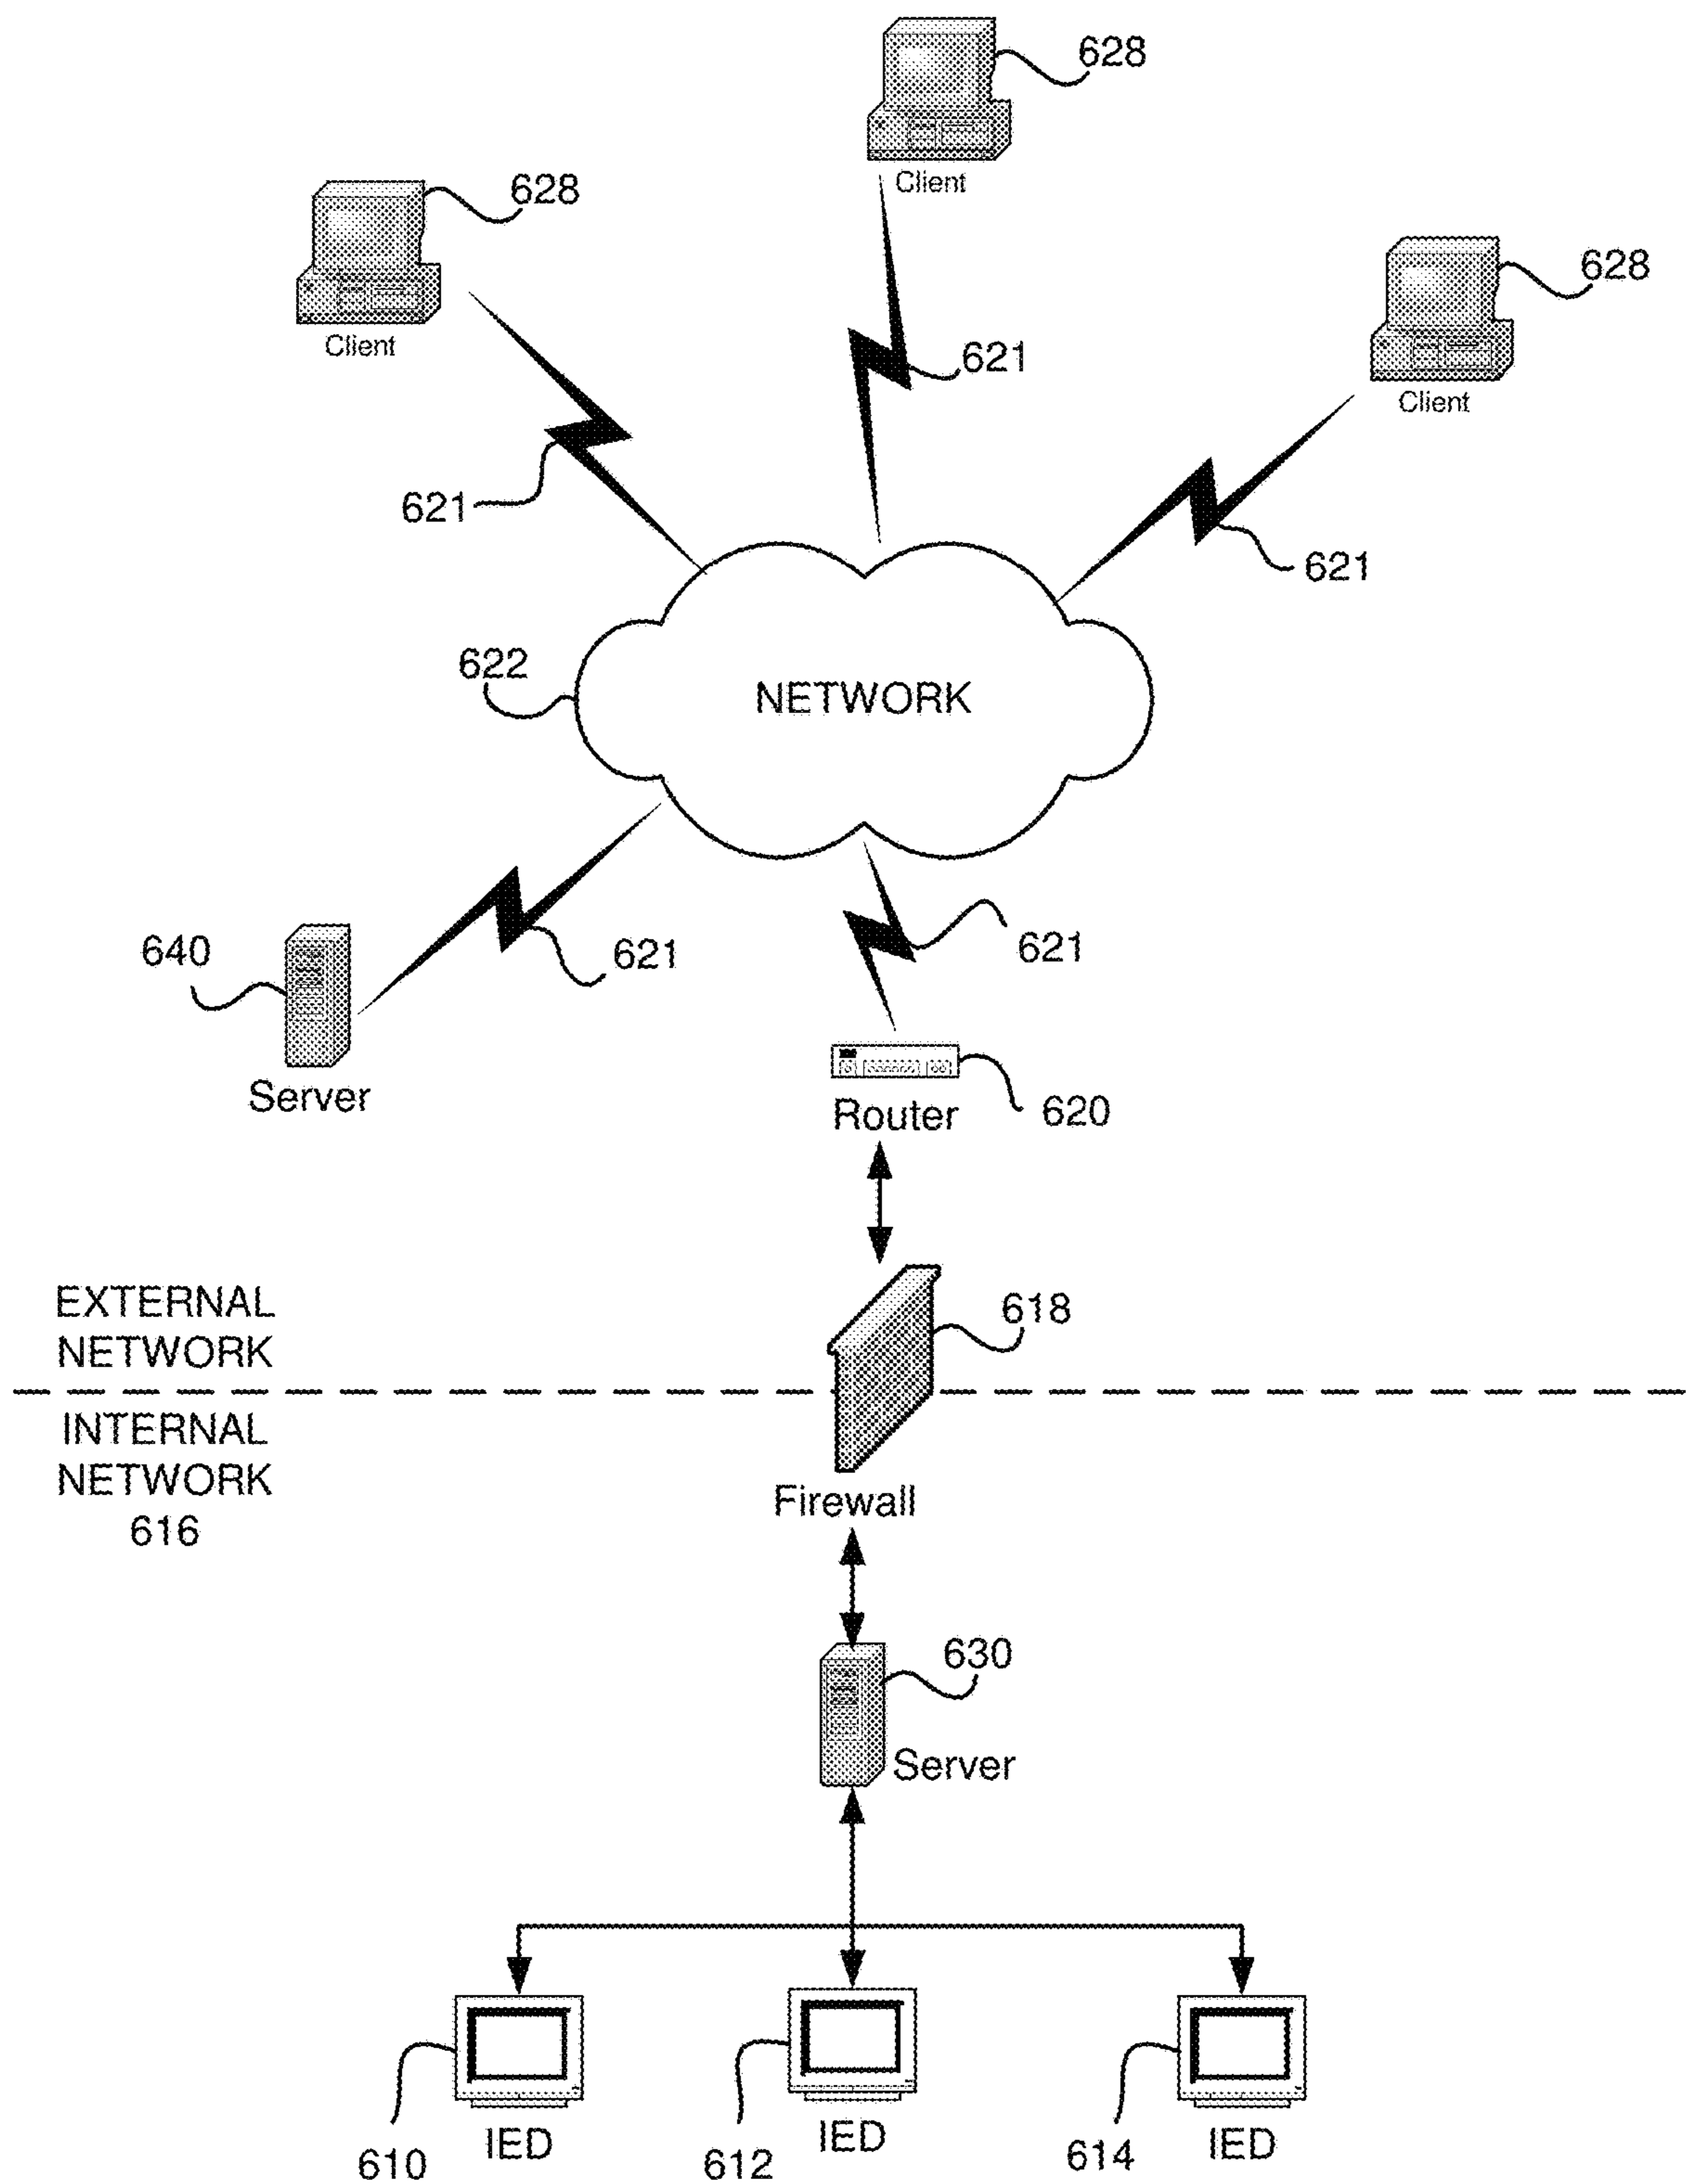 628
Client
628
Client
628
Client
621
621
621
622
NETWORK
640
Server
621
621
Router
620
EXTERNAL
NETWORK
618
INTERNAL
NETWORK
616
Firewall
630
Server
610
IED
612
IED
614
IED